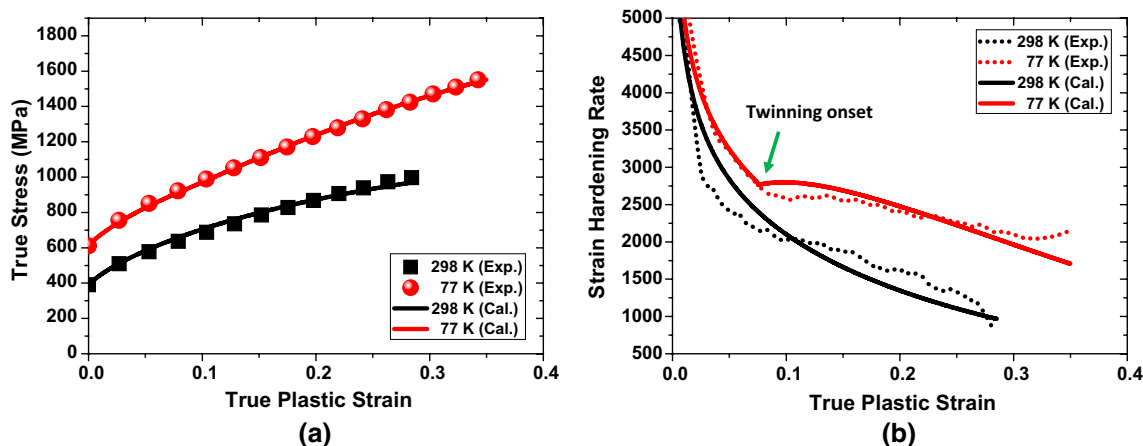 1800
1600
1400
1200
1000
800
600
400
200
0
True Stress (MPa)
298 K (Exp.)
77 K (Exp.)
298 K (Cal.)
77 K (Cal.)
0.0 0.1 0.2 0.3 0.4
True Plastic Strain
(a)
5000
4500
4000
3500
3000
2500
2000
1500
1000
500
Strain Hardening Rate
298 K (Exp.)
77 K (Exp.)
298 K (Cal.)
77 K (Cal.)
Twinning onset
0.0 0.1 0.2 0.3 0.4
True Plastic Strain
(b)